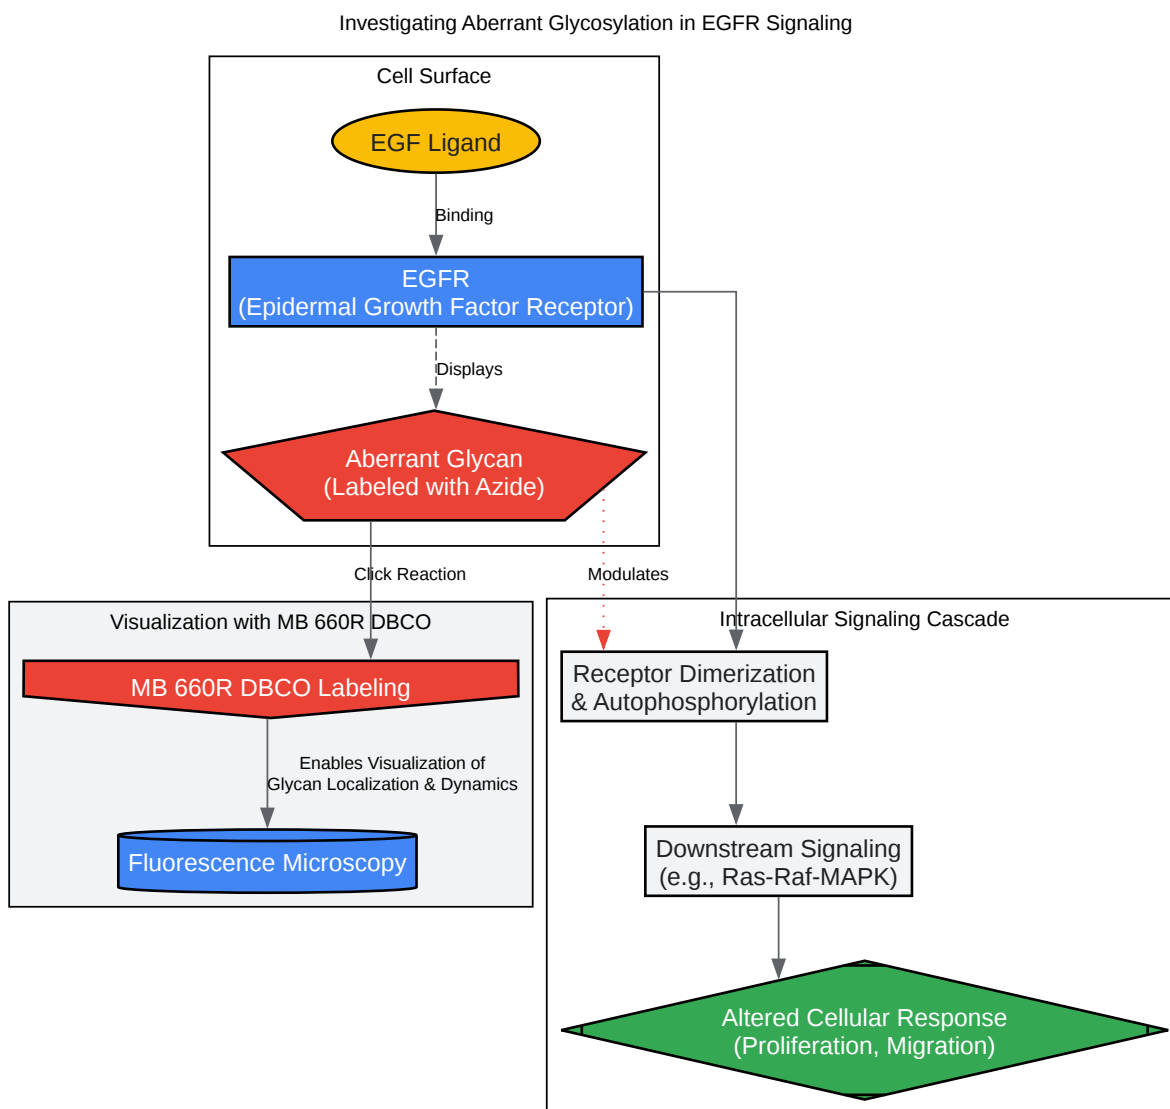 Investigating Aberrant Glycosylation in EGFR Signaling
Cell Surface
EGF Ligand
Binding
EGFR
(Epidermal Growth Factor Receptor)
Displays
Aberrant Glycan
(Labeled with Azide)
Click Reaction
Modulates
Visualization with MB 660R DBCO
MB 660R DBCO Labeling
Enables Visualization of
Glycan Localization & Dynamics
Fluorescence Microscopy
Intracellular Signaling Cascade
Receptor Dimerization
& Autophosphorylation
Downstream Signaling
(e.g., Ras-Raf-MAPK)
Altered Cellular Response
(Proliferation, Migration)